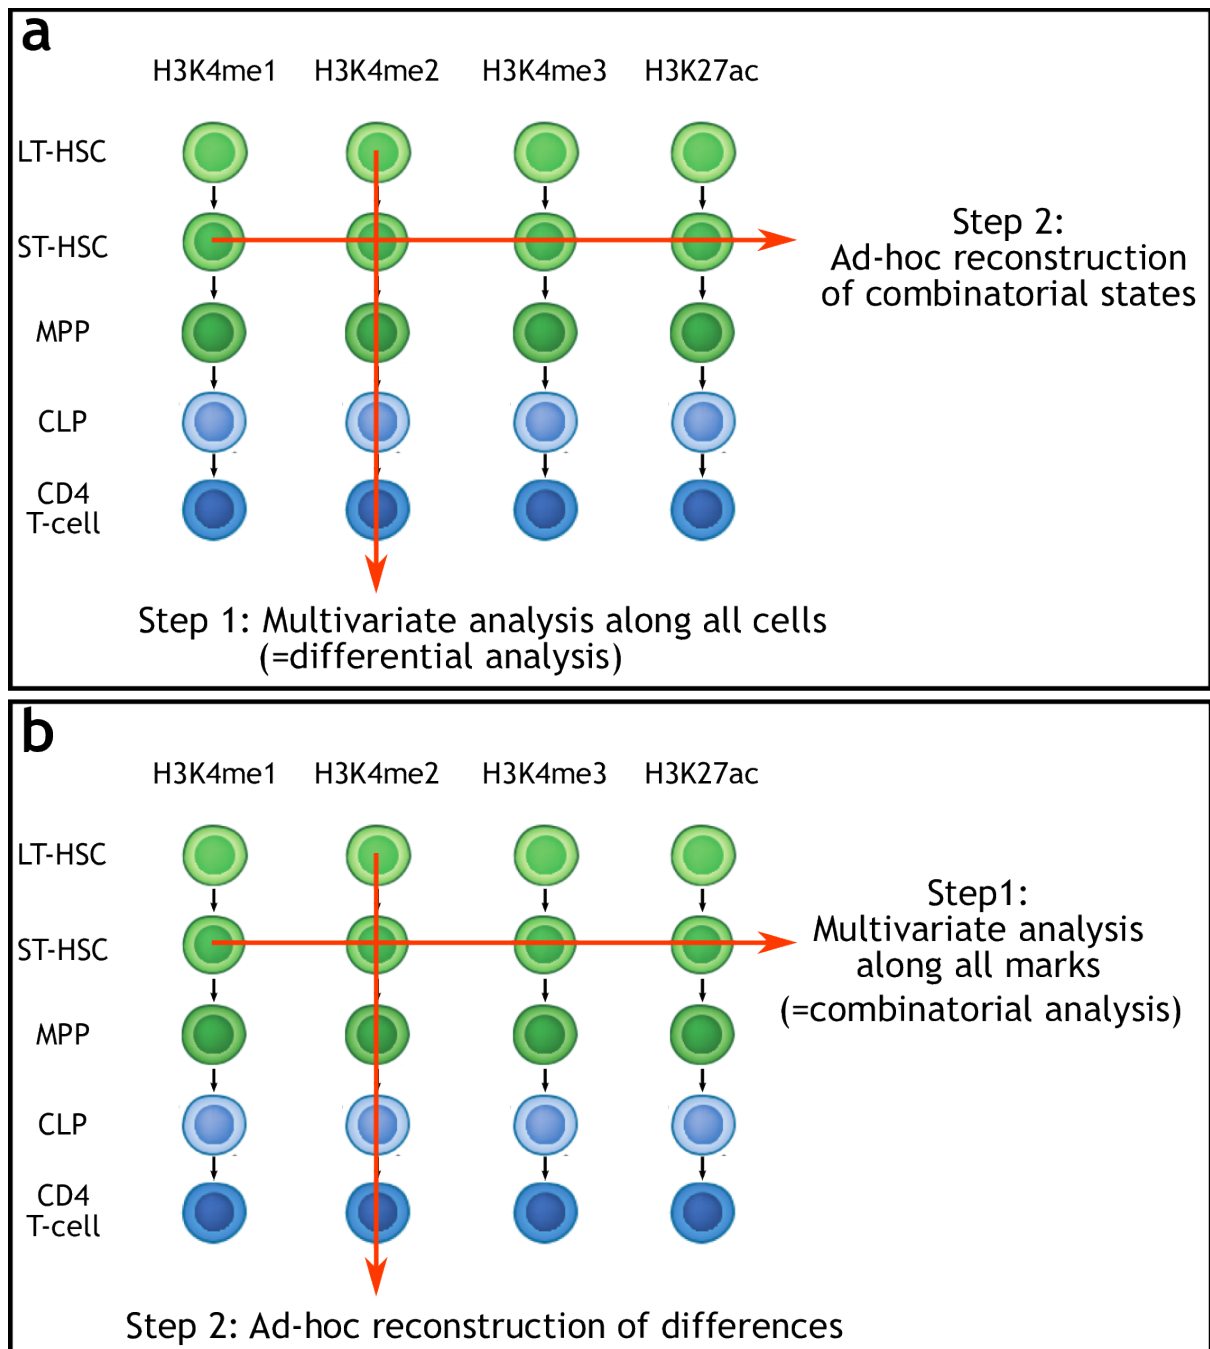 a
H3K4me1 H3K4me2 H3K4me3 H3K27ac
LT-HSC
ST-HSC
MPP
CLP
CD4
T-cell
Step 2:
Ad-hoc reconstruction
of combinatorial states
Step 1: Multivariate analysis along all cells
(=differential analysis)
b
H3K4me1 H3K4me2 H3K4me3 H3K27ac
LT-HSC
ST-HSC
MPP
CLP
CD4
T-cell
Step1:
Multivariate analysis
along all marks
(=combinatorial analysis)
Step 2: Ad-hoc reconstruction of differences